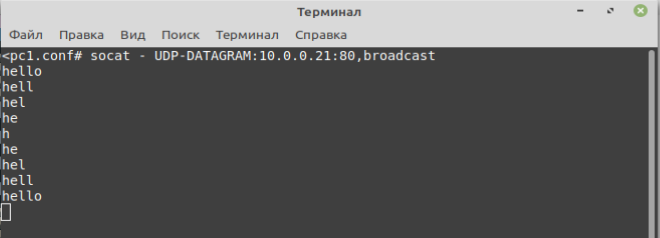 Терминал
Файл Правка Вид Поиск Терминал Справка
<pc1.conf# socat - UDP-DATAGRAM:10.0.0.21:80,broadcast
hello
hell
hel
he
h
he
hel
hell
hello